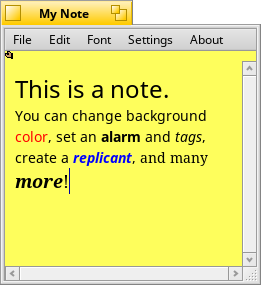 My Note
File Edit Font Settings About
This is a note.
You can change background
color, set an alarm and tags,
create a replicant, and many
more!